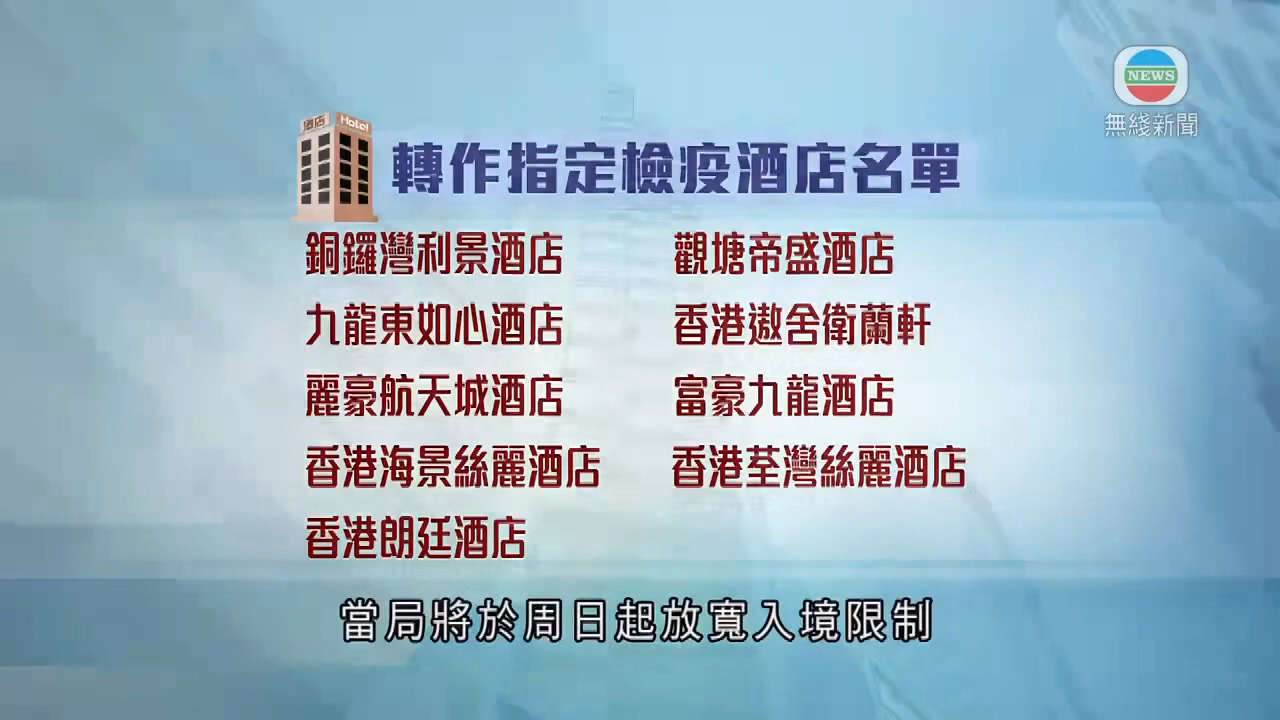 NEWS
無綫新聞
酒店 Hotel
轉作指定檢疫酒店名單
銅鑼灣利景酒店 觀塘帝盛酒店
九龍東如心酒店 香港遨舍衛蘭軒
麗豪航天城酒店 富豪九龍酒店
香港海景絲麗酒店 香港荃灣絲麗酒店
香港朗廷酒店
當局將於周日起放寬入境限制